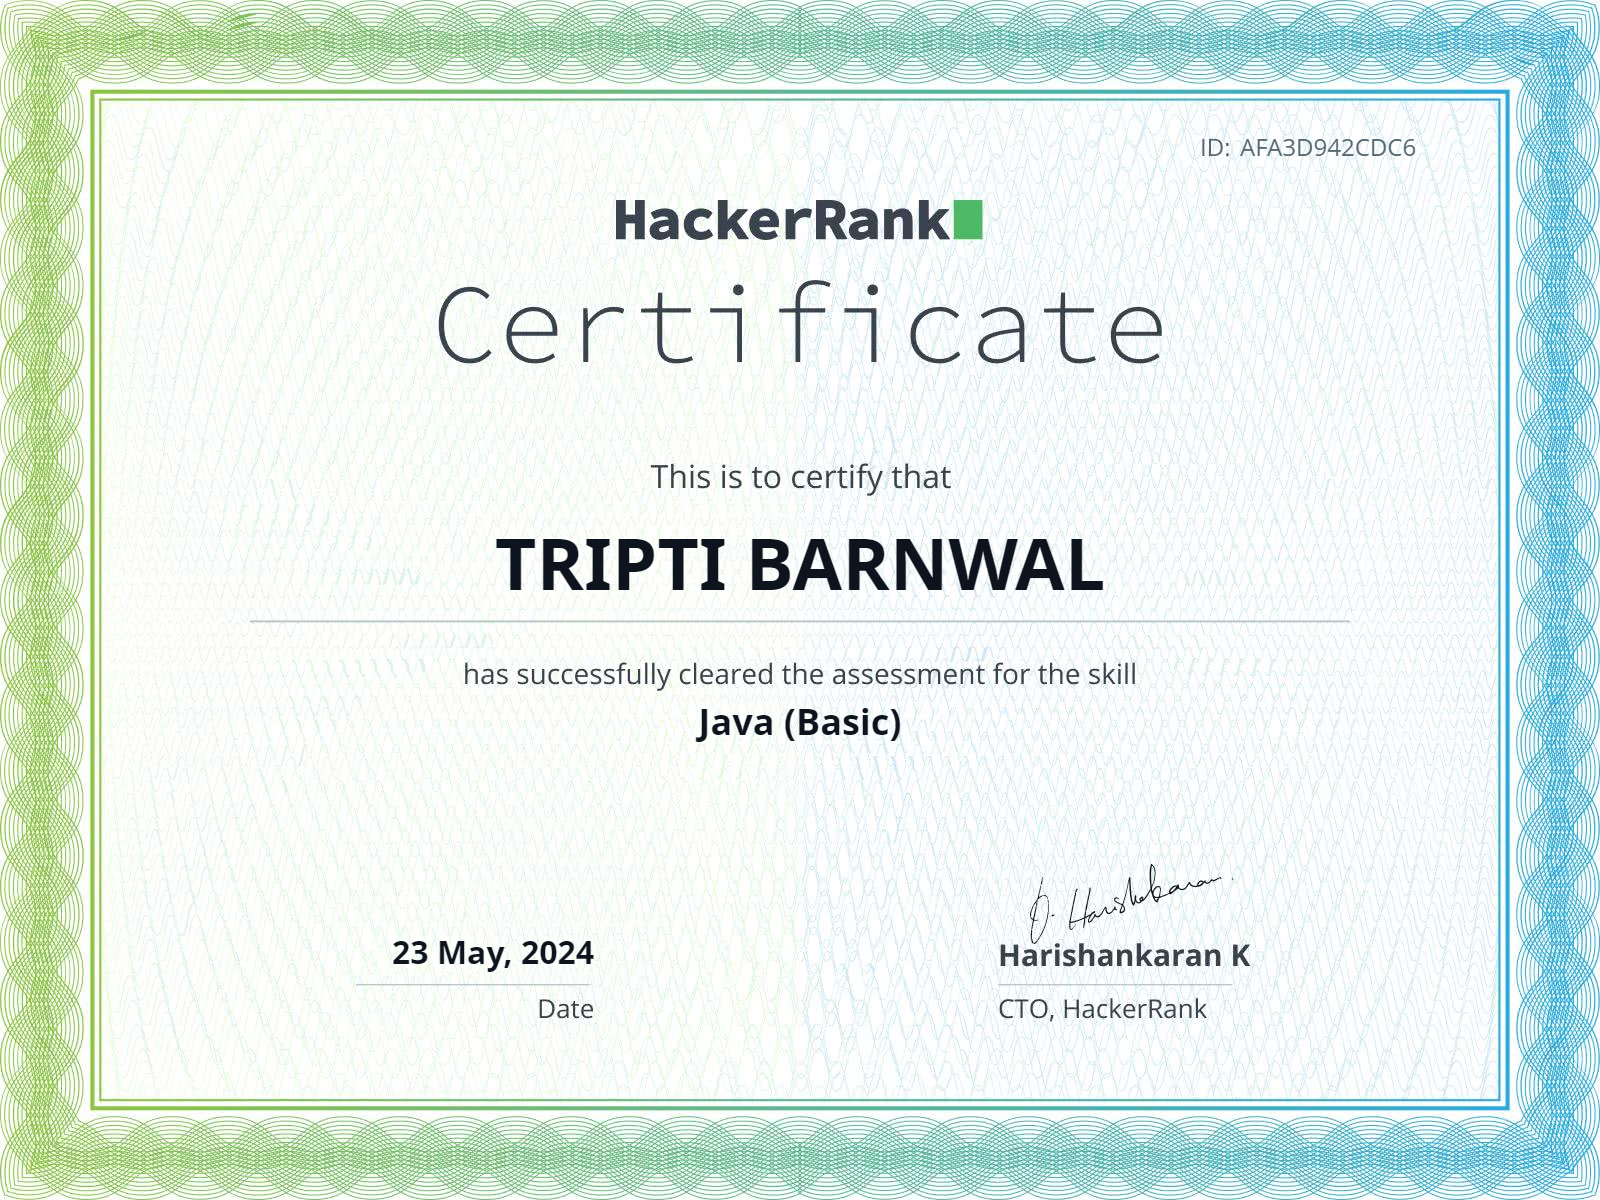 ID: AFA3D942CDC6
HackerRank
Certificate
This is to certify that
TRIPTI BARNWAL
has successfully cleared the assessment for the skill
Java (Basic)
23 May, 2024
Date
Harishankaran
Harishankaran K
CTO, HackerRank